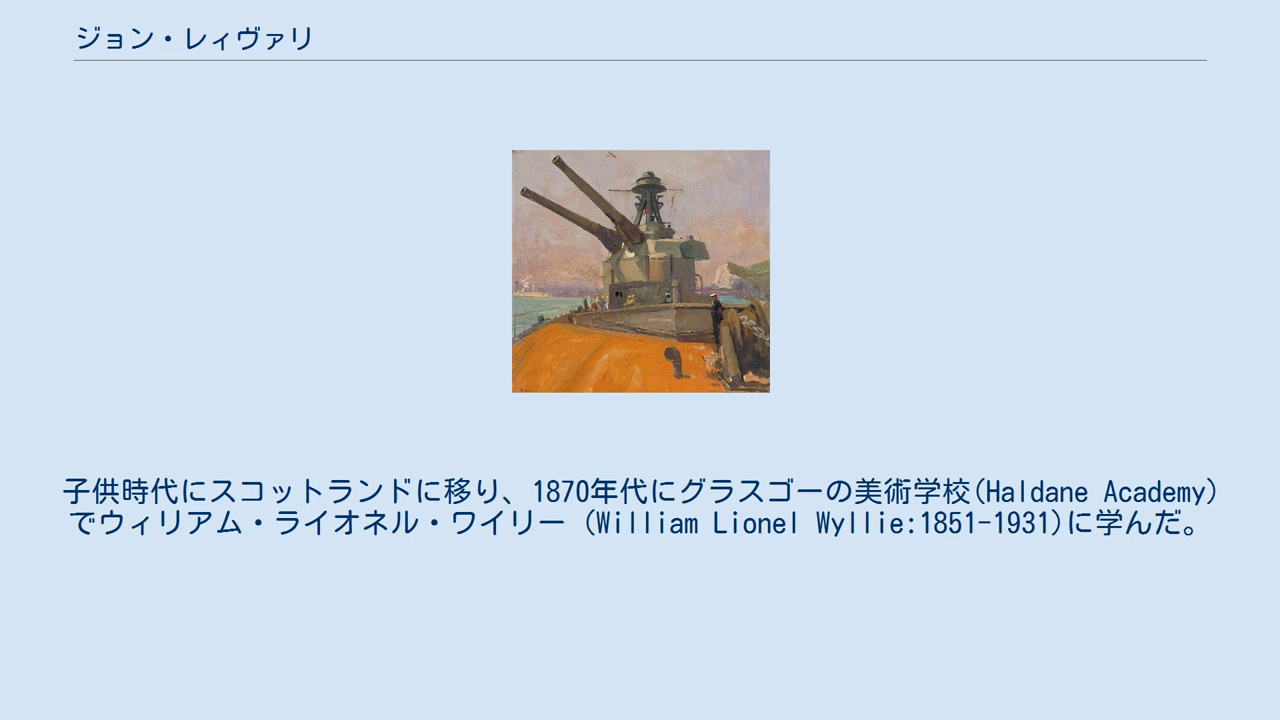 ジョン・レィヴァリ
子供時代にスコットランドに移り、1870年代にグラスゴーの美術学校(Haldane Academy)
でウィリアム・ライオネル・ワイリー (William Lionel Wyllie:1851-1931)に学んだ。